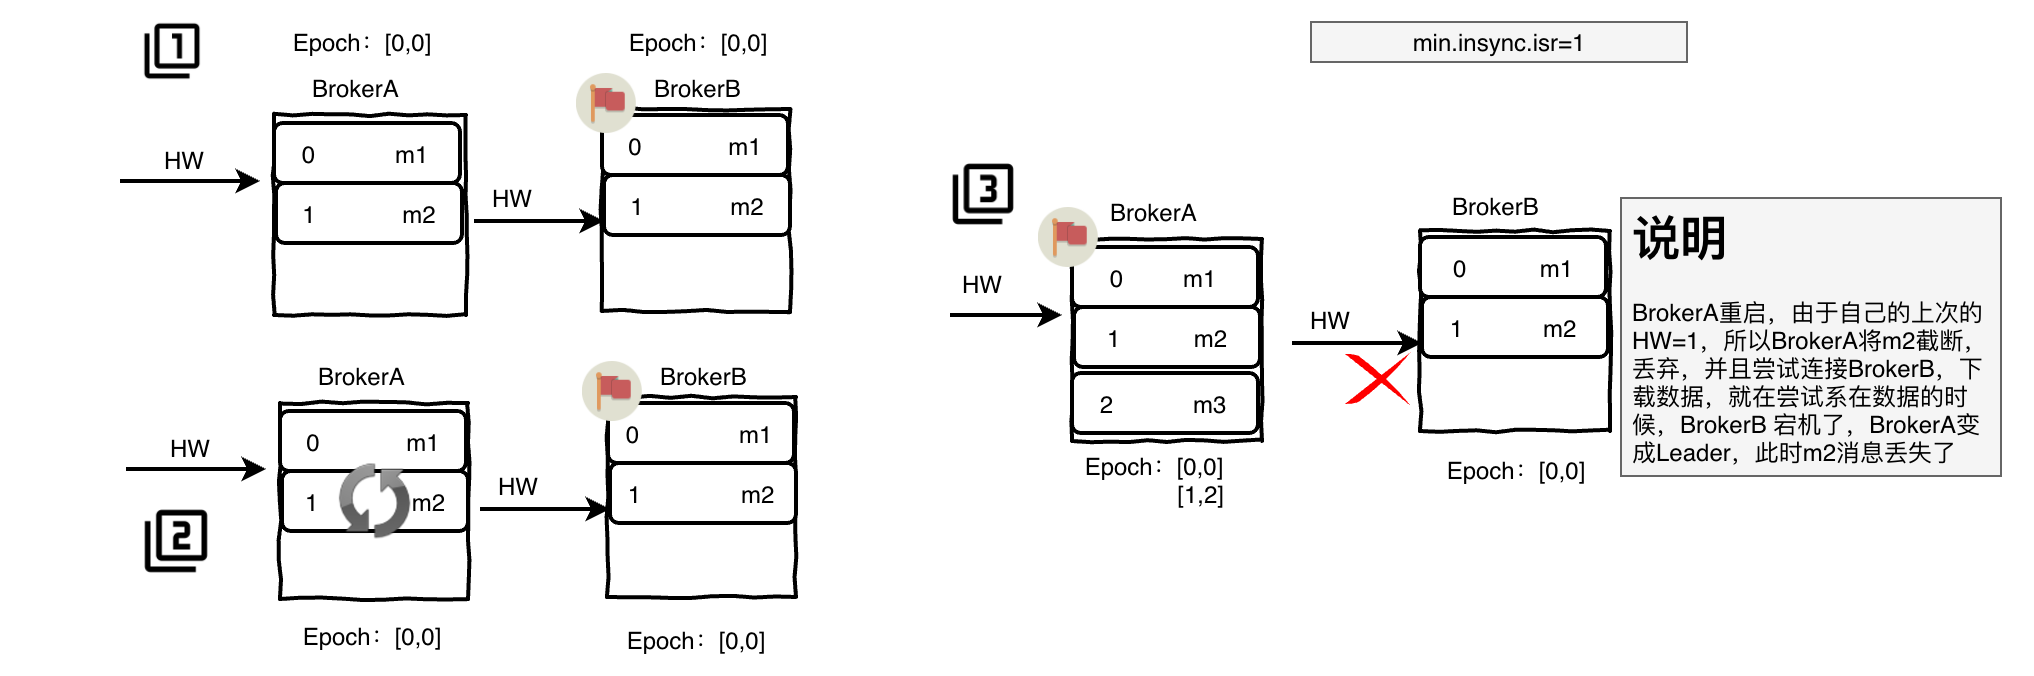 1
Epoch：[0,0]
Epoch：[0,0]
BrokerA
BrokerB
HW
0 m1
1 m2
HW
0 m1
1 m2
2
BrokerA
BrokerB
HW
0 m1
1 m2
HW
0 m1
1 m2
Epoch：[0,0]
Epoch：[0,0]
min.insync.isr=1
3
BrokerA
BrokerB
HW
0 m1
1 m2
2 m3
HW
0 m1
1 m2
Epoch：[0,0]
[1,2]
Epoch：[0,0]
说明
BrokerA重启，由于自己的上次的
HW=1，所以BrokerA将m2截断，
丢弃，并且尝试连接BrokerB，下
载数据，就在尝试系在数据的时
候，BrokerB 宕机了，BrokerA变
成Leader，此时m2消息丢失了